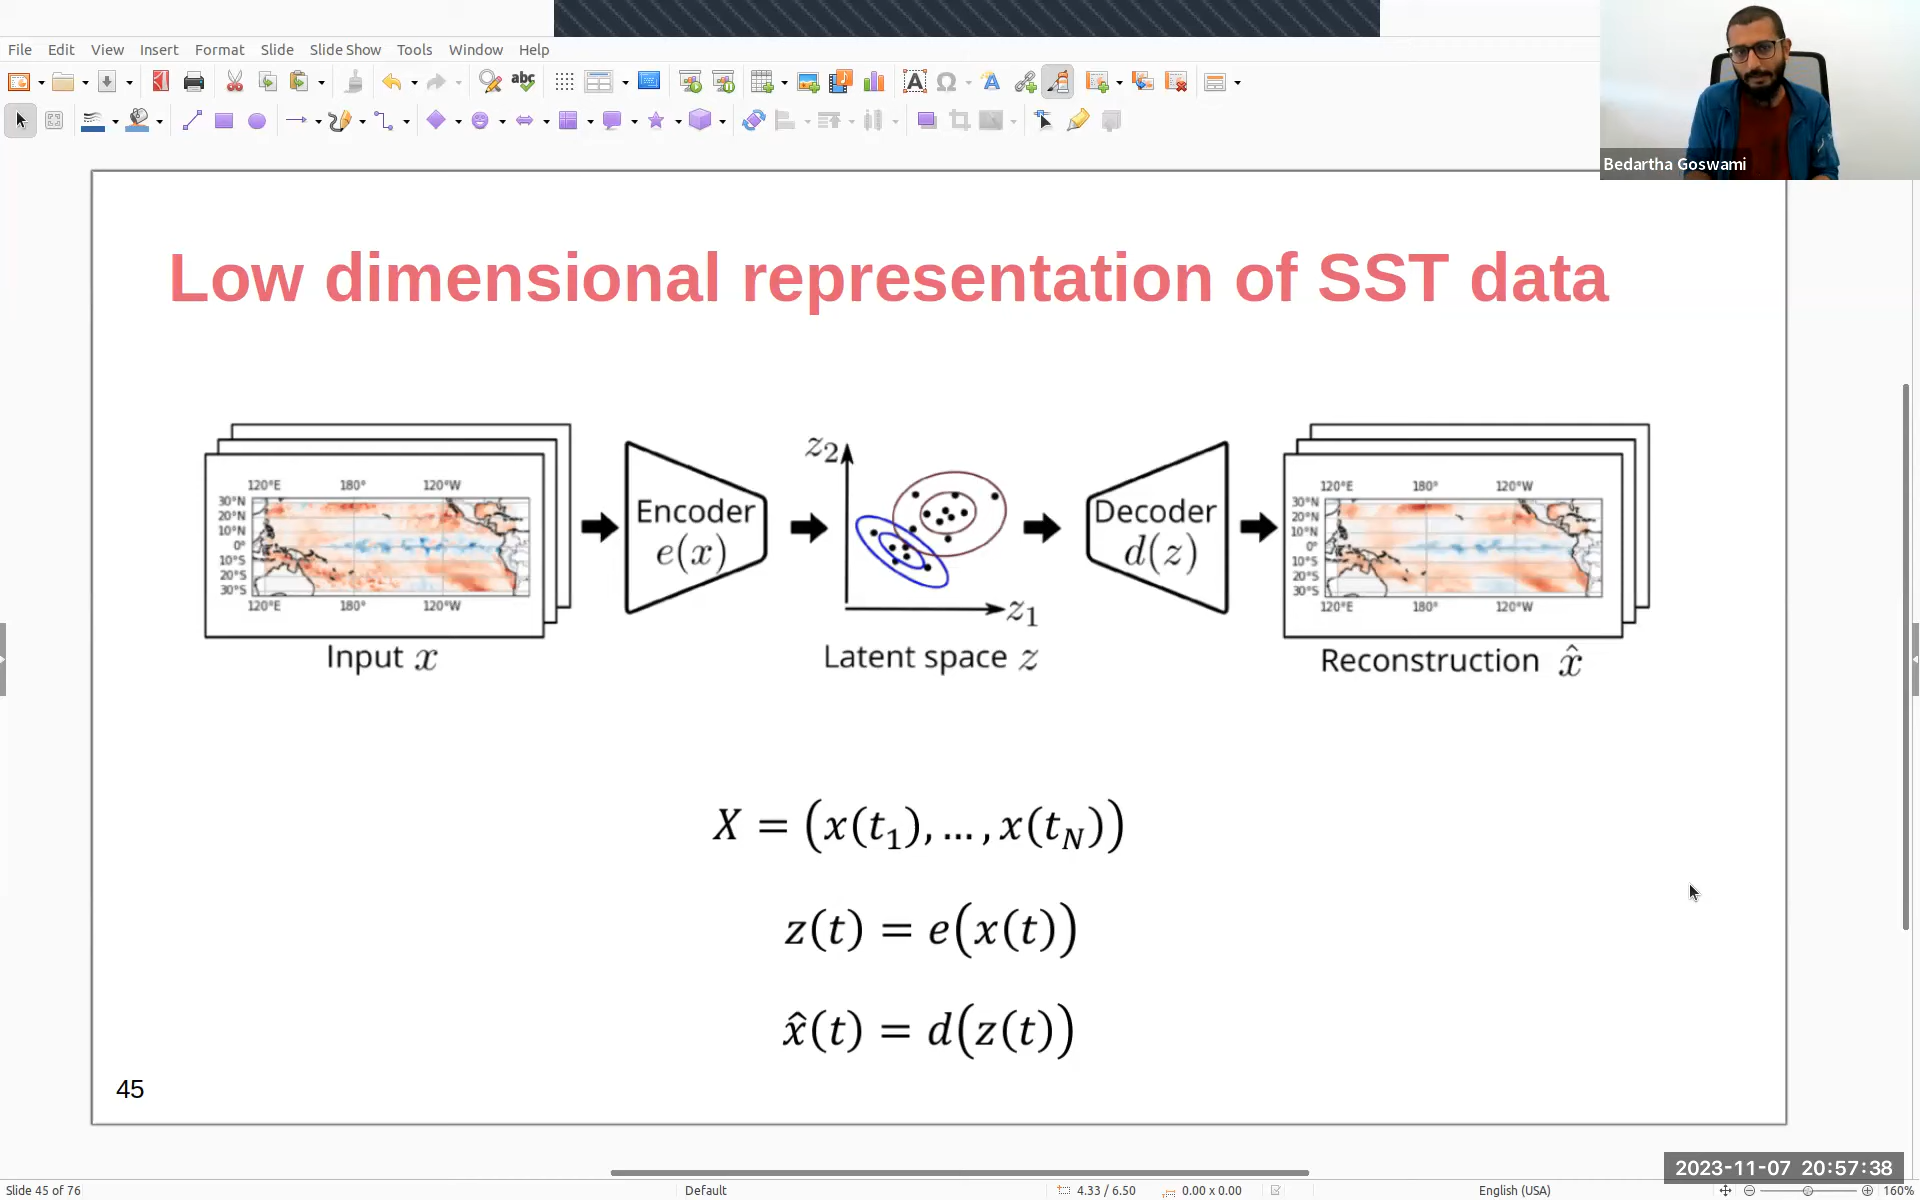 File Edit View Insert Format Slide Slide Show Tools Window Help
Bedartha Goswami
Low dimensional representation of SST data
120°E 180° 120°W
30°N
20°N
10°N
0°
10°S
20°S
30°S
120°E 180° 120°W
Input x
Encoder
e(x)
z₂
z₁
Latent space z
Decoder
d(z)
120°E 180° 120°W
30°N
20°N
10°N
0°
10°S
20°S
30°S
120°E 180° 120°W
Reconstruction x̂
X = (x(t₁), … , x(t_N))
z(t) = e(x(t))
x̂(t) = d(z(t))
45
2023-11-07 20:57:38
Slide 45 of 76 Default 4.33 / 6.50 0.00 x 0.00 English (USA) 160%